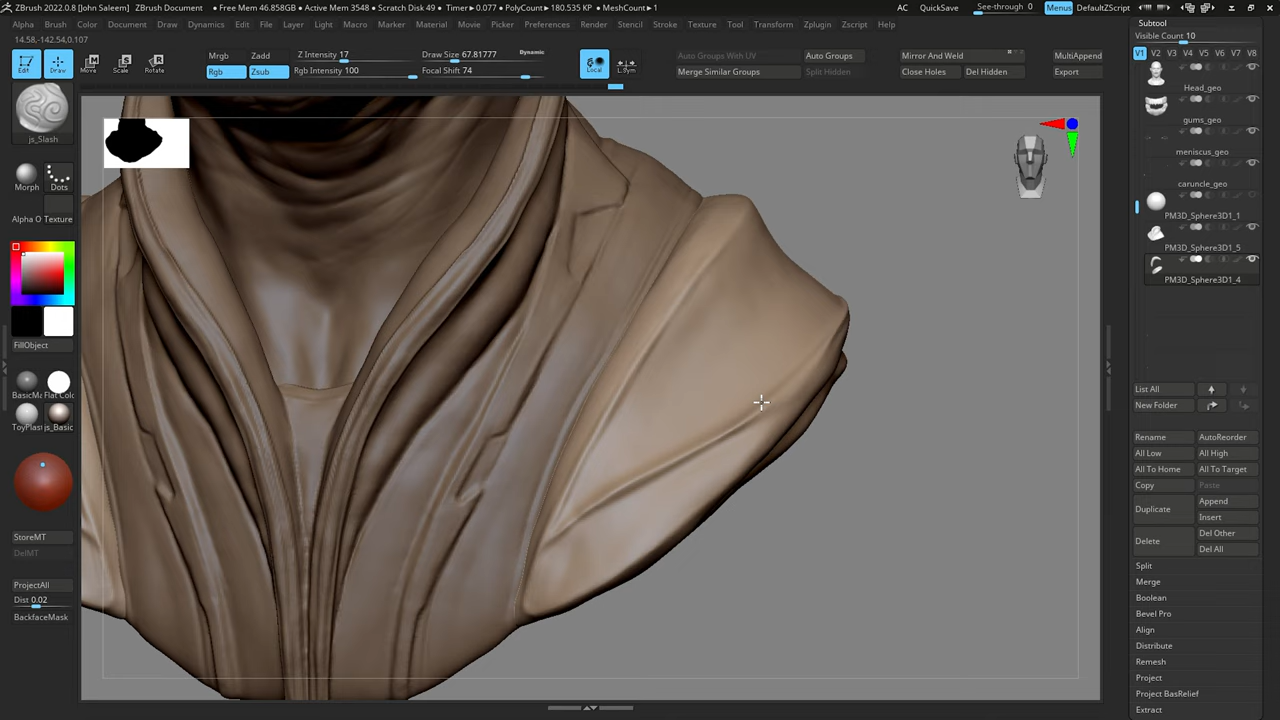 ZBrush 2022.0.8 [John Saleem] ZBrush Document ● Free Mem 46.858GB ● Active Mem 3548 ● Scratch Disk 49 ● Timer▶0.077 ● PolyCount▶180.535 KP ● MeshCount▶1 AC QuickSave See-through 0 Menus DefaultZScript
Alpha Brush Color Document Draw Dynamics Edit File Layer Light Macro Marker Material Movie Picker Preferences Render Stencil Stroke Texture Tool Transform Zplugin Zscript Help
14.58,-142.54,0.107
Edit Draw Move Scale Rotate
Mrgb Zadd Z Intensity 17 Draw Size 67.81777 Dynamic
Rgb Zsub Rgb Intensity 100 Focal Shift 74
Local L.Sym
Auto Groups With UV Auto Groups Mirror And Weld MultiAppend
Merge Similar Groups Split Hidden Close Holes Del Hidden Export
js_Slash
Morph Dots
Alpha O Texture
FillObject
BasicMa Flat Colo
ToyPlast js_Basic
StoreMT
DelMT
ProjectAll
Dist 0.02
BackfaceMask
Subtool
Visible Count 10
V1 V2 V3 V4 V5 V6 V7 V8
Head_geo
gums_geo
meniscus_geo
caruncle_geo
PM3D_Sphere3D1_1
PM3D_Sphere3D1_5
PM3D_Sphere3D1_4
List All
New Folder
Rename AutoReorder
All Low All High
All To Home All To Target
Copy Paste
Duplicate Append
Insert
Delete Del Other
Del All
Split
Merge
Boolean
Bevel Pro
Align
Distribute
Remesh
Project
Project BasRelief
Extract